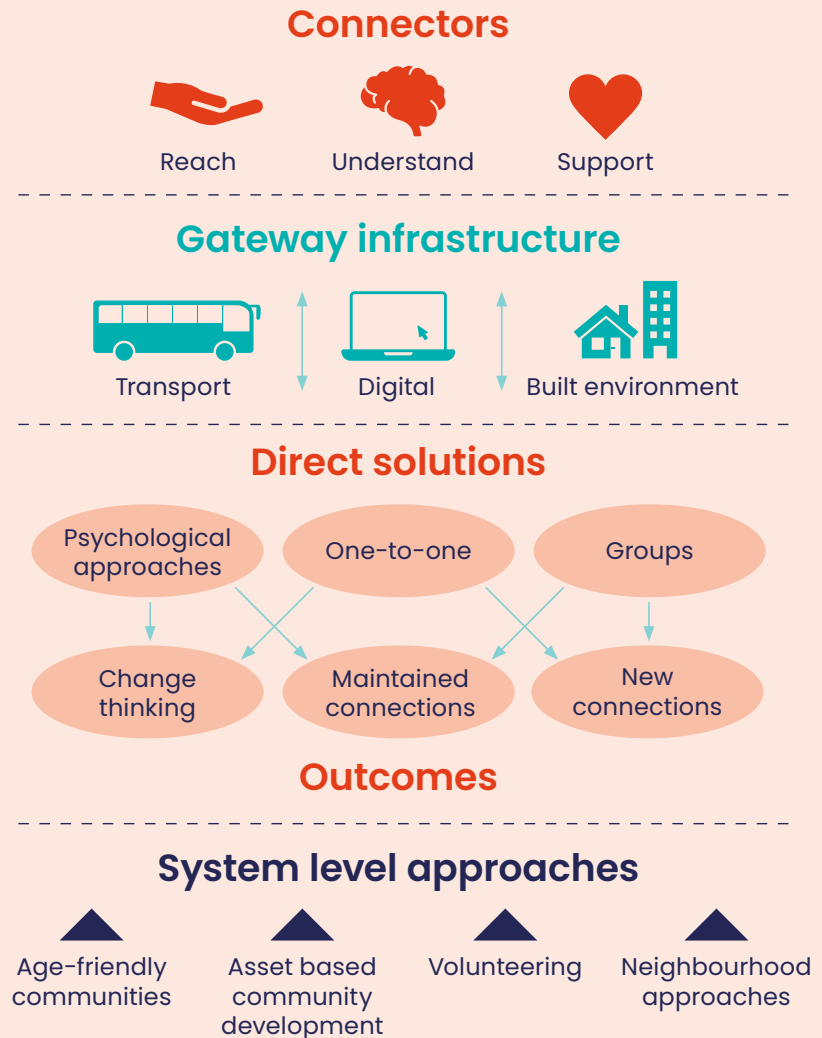 Connectors
Reach
Understand
Support
Gateway infrastructure
Transport
Digital
Built environment
Direct solutions
Psychological
approaches
One-to-one
Groups
Change
thinking
Maintained
connections
New
connections
Outcomes
System level approaches
Age-friendly
communities
Asset based
community
development
Volunteering
Neighbourhood
approaches